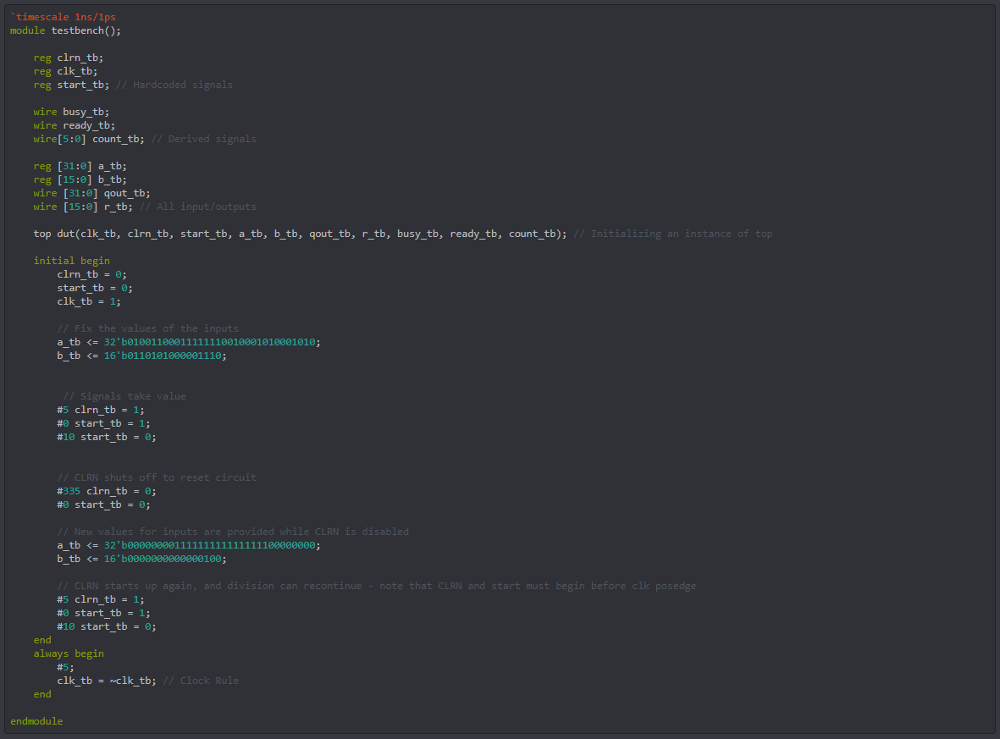 `timescale 1ns/1ps
module testbench();
    reg clrn_tb;
    reg clk_tb;
    reg start_tb; // Hardcoded signals
    wire busy_tb;
    wire ready_tb;
    wire[5:0] count_tb; // Derived signals
    reg [31:0] a_tb;
    reg [15:0] b_tb;
    wire [31:0] qout_tb;
    wire [15:0] r_tb; // All input/outputs
    top dut(clk_tb, clrn_tb, start_tb, a_tb, b_tb, qout_tb, r_tb, busy_tb, ready_tb, count_tb); // Initializing an instance of top
    initial begin
        clrn_tb = 0;
        start_tb = 0;
        clk_tb = 1;
        // Fix the values of the inputs
        a_tb <= 32'b01001100011111110010001010001010;
        b_tb <= 16'b0110101000001110;
         // Signals take value
        #5 clrn_tb = 1;
        #0 start_tb = 1;
        #10 start_tb = 0;
        // CLRN shuts off to reset circuit
        #335 clrn_tb = 0;
        #0 start_tb = 0;
        // New values for inputs are provided while CLRN is disabled
        a_tb <= 32'b00000000111111111111111100000000;
        b_tb <= 16'b0000000000000100;
        // CLRN starts up again, and division can recontinue - note that CLRN and start must begin before clk posedge
        #5 clrn_tb = 1;
        #0 start_tb = 1;
        #10 start_tb = 0;
    end
    always begin
        #5;
        clk_tb = ~clk_tb; // Clock Rule
    end
endmodule